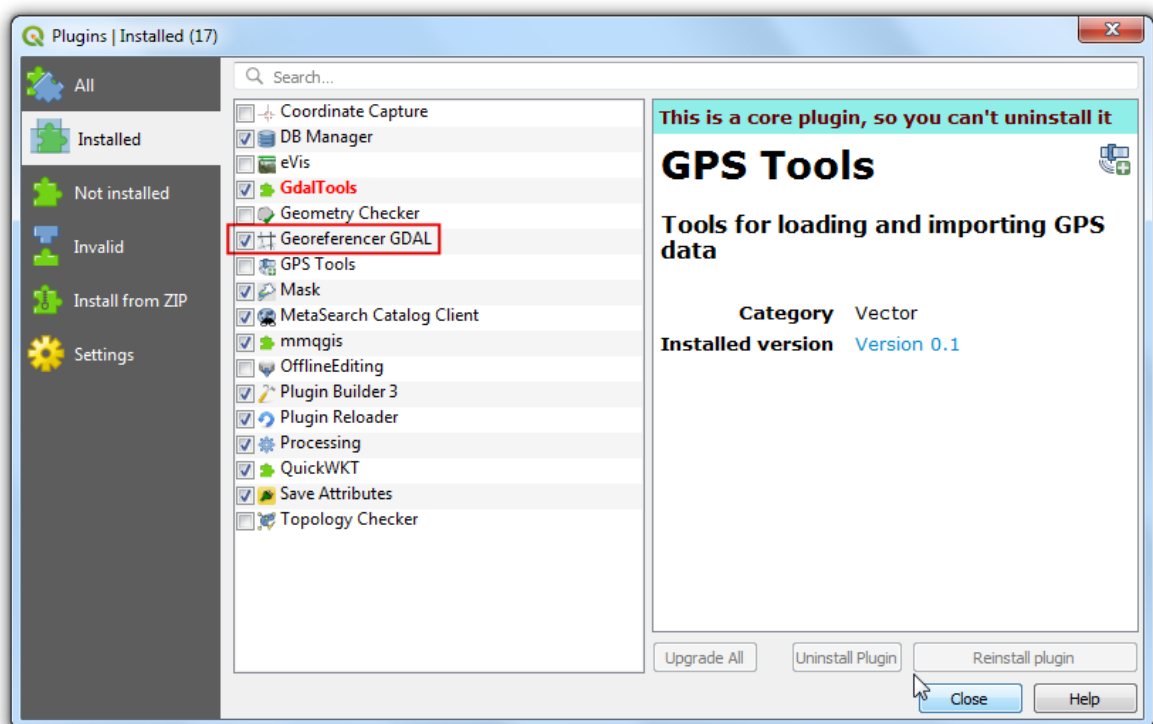 Plugins | Installed (17)
All
Installed
Not installed
Invalid
Install from ZIP
Settings
Search...
Coordinate Capture
DB Manager
eVis
GdalTools
Geometry Checker
Georeferencer GDAL
GPS Tools
Mask
MetaSearch Catalog Client
mmqgis
OfflineEditing
Plugin Builder 3
Plugin Reloader
Processing
QuickWKT
Save Attributes
Topology Checker
This is a core plugin, so you can't uninstall it
GPS Tools
Tools for loading and importing GPS
data
Category Vector
Installed version Version 0.1
Upgrade All Uninstall Plugin Reinstall plugin
Close Help